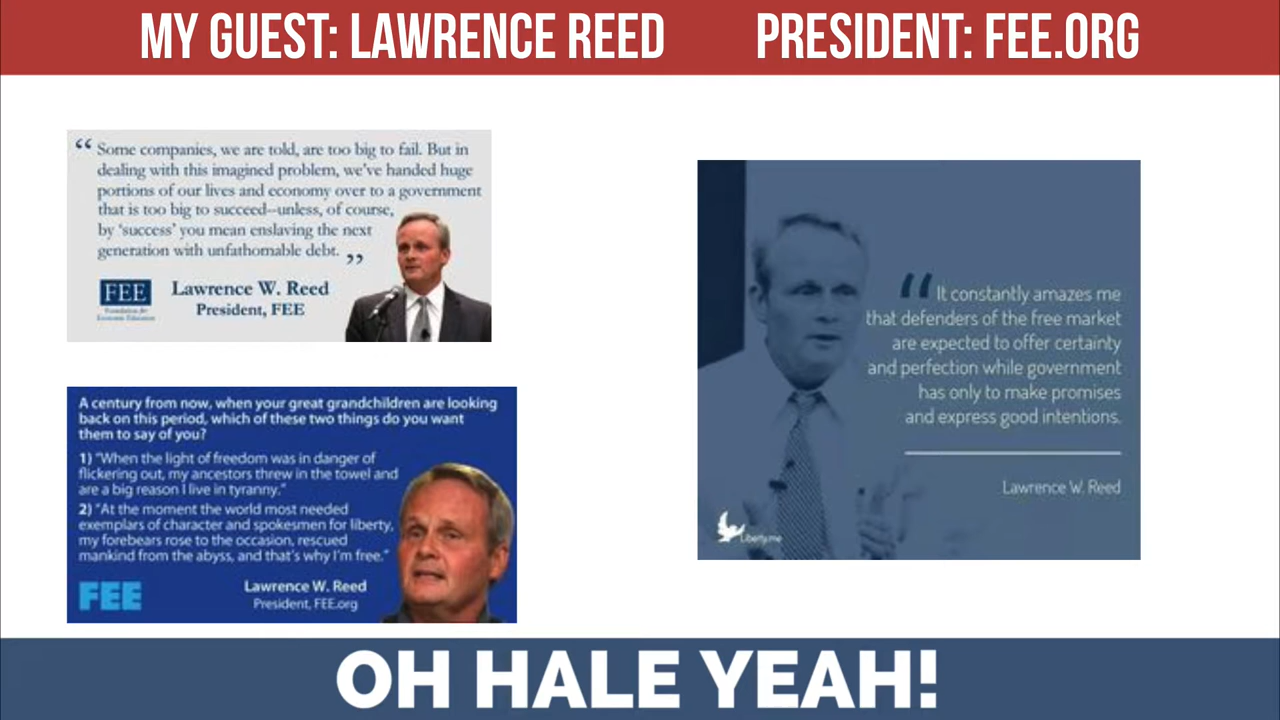 MY GUEST: LAWRENCE REED PRESIDENT: FEE.ORG
“ Some companies, we are told, are too big to fail. But in
dealing with this imagined problem, we've handed huge
portions of our lives and economy over to a government
that is too big to succeed--unless, of course,
by 'success' you mean enslaving the next
generation with unfathomable debt. ”
FEE
Foundation for
Economic Education
Lawrence W. Reed
President, FEE
A century from now, when your great grandchildren are looking
back on this period, which of these two things do you want
them to say of you?
1) "When the light of freedom was in danger of
flickering out, my ancestors threw in the towel and
are a big reason I live in tyranny."
2) "At the moment the world most needed
exemplars of character and spokesmen for liberty,
my forebears rose to the occasion, rescued
mankind from the abyss, and that's why I'm free."
FEE
Lawrence W. Reed
President, FEE.org
“ It constantly amazes me
that defenders of the free market
are expected to offer certainty
and perfection while government
has only to make promises
and express good intentions.
Lawrence W. Reed
Liberty.me
OH HALE YEAH!